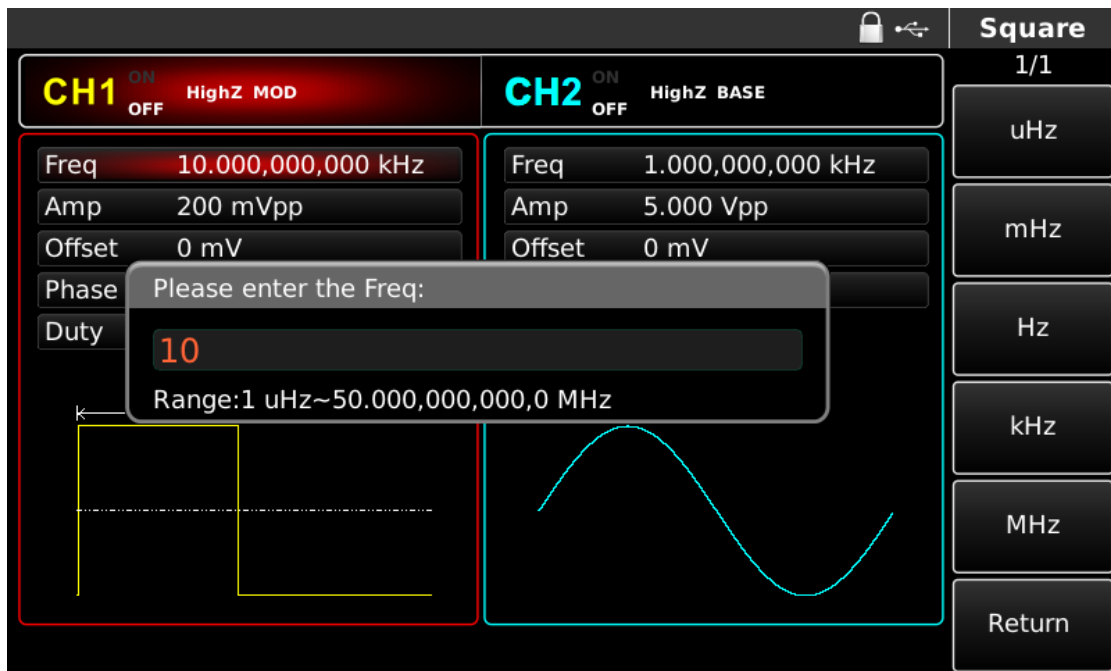 Square
1/1
CH1 ON OFF HighZ MOD
CH2 ON OFF HighZ BASE
Freq 10.000,000,000 kHz
Amp 200 mVpp
Offset 0 mV
Phase
Duty
Freq 1.000,000,000 kHz
Amp 5.000 Vpp
Offset 0 mV
Please enter the Freq:
10
Range:1 uHz~50.000,000,000,0 MHz
uHz
mHz
Hz
kHz
MHz
Return